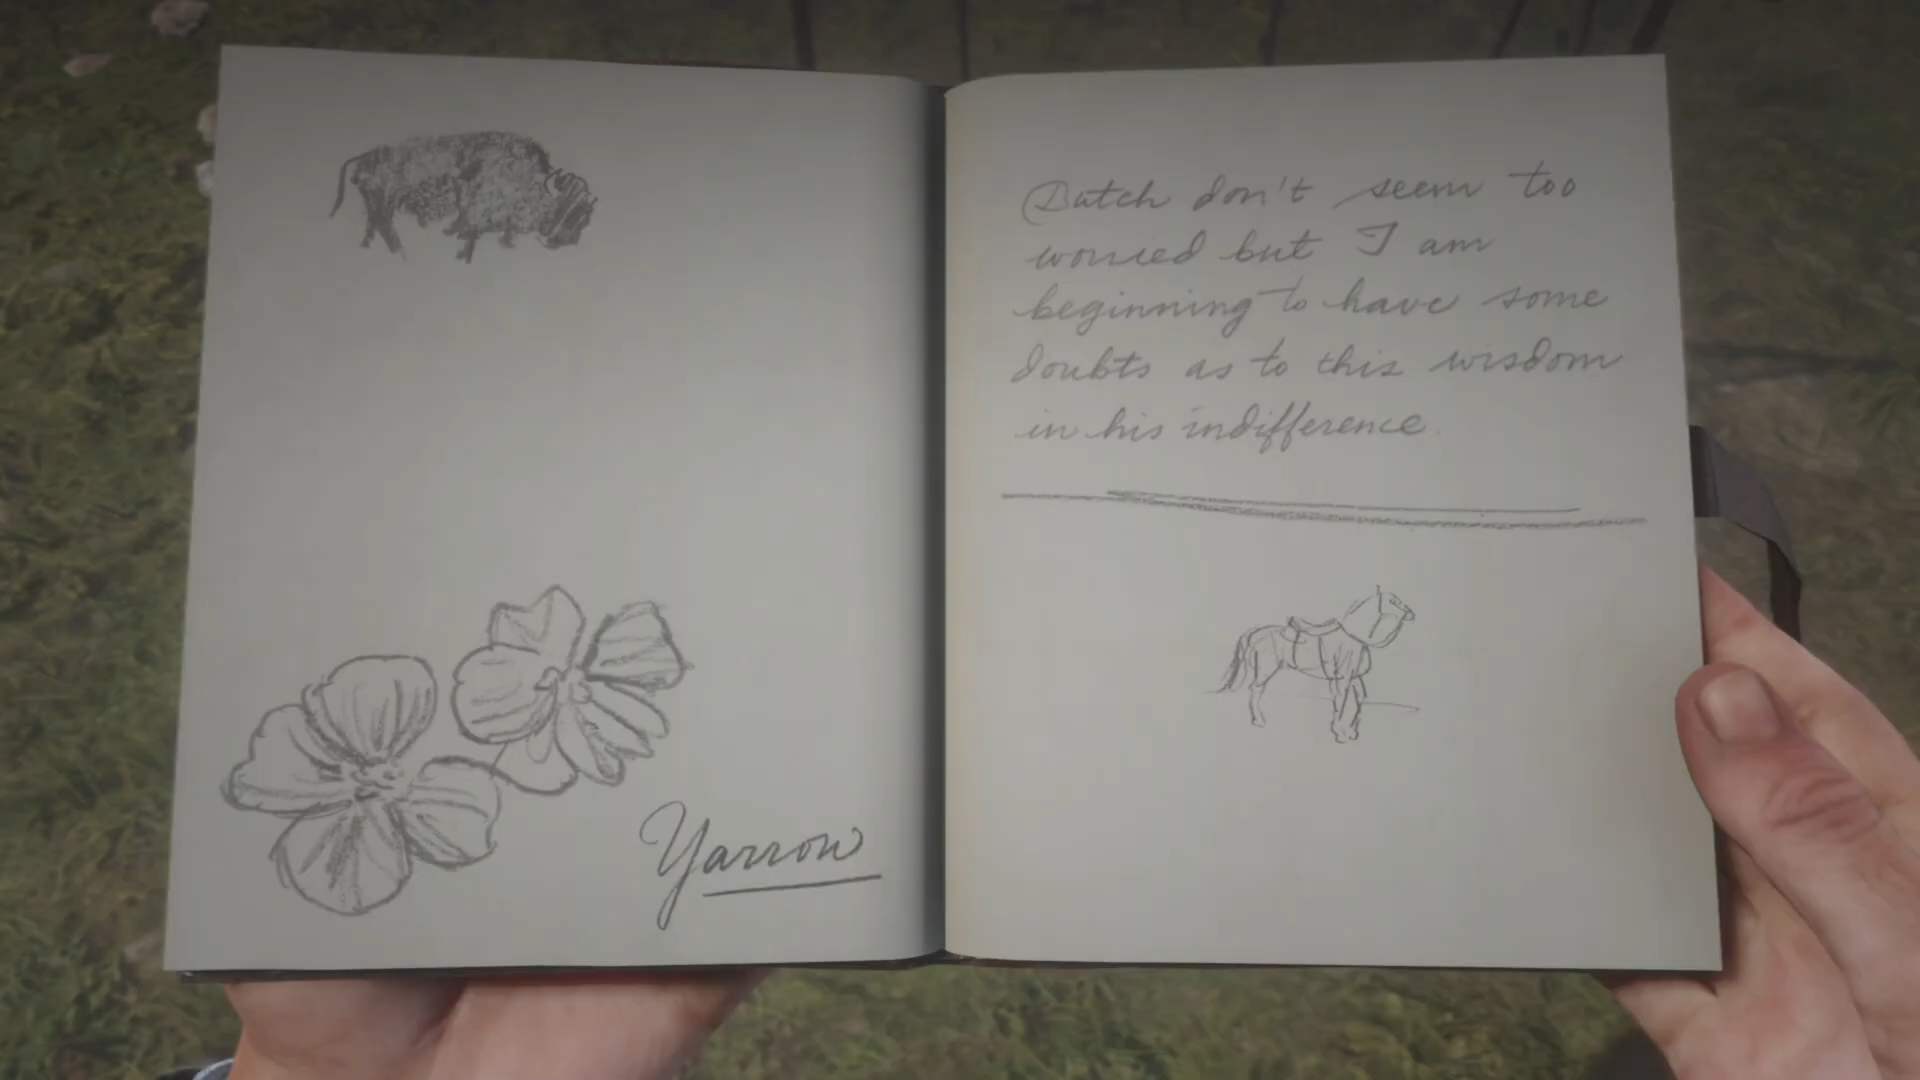 Yarrow
Dutch don't seem too
worried but I am
beginning to have some
doubts as to this wisdom
in his indifference.